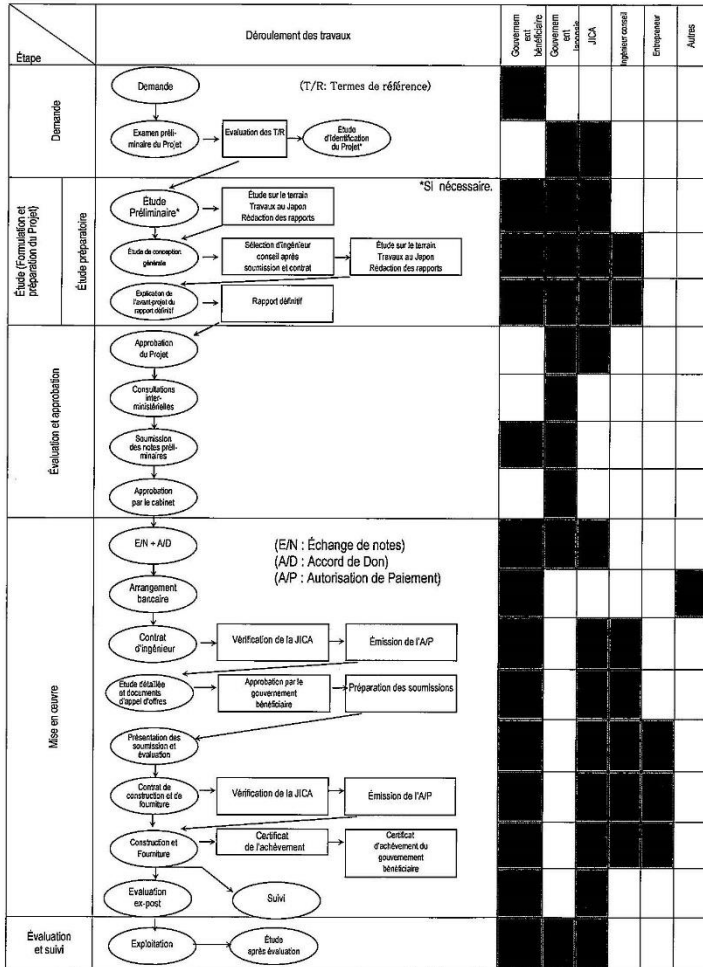 Étape
Déroulement des travaux
Gouvernem
ent
bénéficiaire
Gouvernem
ent
japonais
JICA
Ingénieur conseil
Entrepreneur
Autres
Demande
Demande
(T/R: Termes de référence)
Examen préli-
minaire du Projet
Evaluation des T/R
Étude
d'Identification
du Projet*
*Si nécessaire.
Étude (Formulation et
préparation du Projet)
Étude préparatoire
Étude
Préliminaire*
Étude sur le terrain
Travaux au Japon
Rédaction des rapports
Étude de conception
générale
Sélection d'ingénieur
conseil après
soumission et contrat
Étude sur le terrain
Travaux au Japon
Rédaction des rapports
Explication de
l'avant-projet du
rapport définitif
Rapport définitif
Évaluation et approbation
Approbation
du Projet
Consultations
inter-
ministérielles
Soumission
des notes préli-
minaires
Approbation
par le cabinet
Mise en œuvre
E/N + A/D
(E/N : Échange de notes)
(A/D : Accord de Don)
(A/P : Autorisation de Paiement)
Arrangement
bancaire
Contrat
d'ingénieur
Vérification de la JICA
Émission de l'A/P
Etude détaillée
et documents
d'appel d'offres
Approbation par le
gouvernement
bénéficiaire
Préparation des soumissions
Présentation des
soumission et
évaluation
Contrat de
construction et de
fourniture
Vérification de la JICA
Émission de l'A/P
Construction et
Fourniture
Certificat
de l'achèvement
Certificat
d'achèvement du
gouvernement
bénéficiaire
Evaluation
ex-post
Suivi
Évaluation
et suivi
Exploitation
Étude
après évaluation